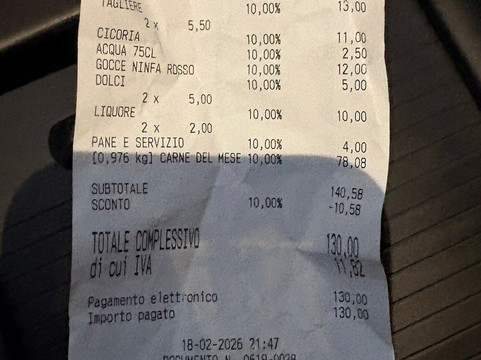 TAGLIERE 10,00% 13,00
2 x 5,50
CICORIA 10,00% 11,00
ACQUA 75CL 10,00% 2,50
GOCCE NINFA ROSSO 10,00% 12,00
DOLCI 10,00% 5,00
2 x 5,00
LIQUORE 10,00% 10,00
2 x 2,00
PANE E SERVIZIO 10,00% 4,00
[0,976 kg] CARNE DEL MESE 10,00% 78,08
SUBTOTALE 140,58
SCONTO 10,00% -10,58
TOTALE COMPLESSIVO 130,00
di cui IVA 11,82
Pagamento elettronico 130,00
Importo pagato 130,00
18-02-2026 21:47
DOCUMENTO N. 0619-0028